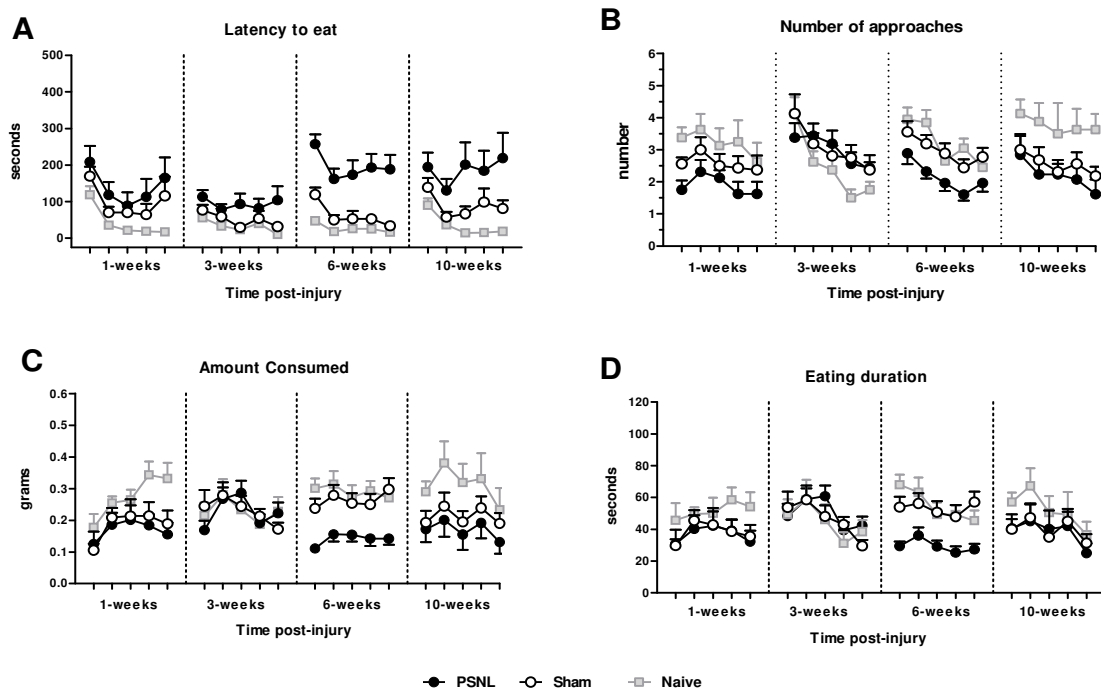 A
Latency to eat
500
400
300
200
100
0
seconds
1-weeks 3-weeks 6-weeks 10-weeks
Time post-injury
B
Number of approaches
6
5
4
3
2
1
0
number
1-weeks 3-weeks 6-weeks 10-weeks
Time post-injury
C
Amount Consumed
0.6
0.5
0.4
0.3
0.2
0.1
0.0
grams
1-weeks 3-weeks 6-weeks 10-weeks
Time post-injury
D
Eating duration
120
100
80
60
40
20
0
seconds
1-weeks 3-weeks 6-weeks 10-weeks
Time post-injury
PSNL Sham Naive